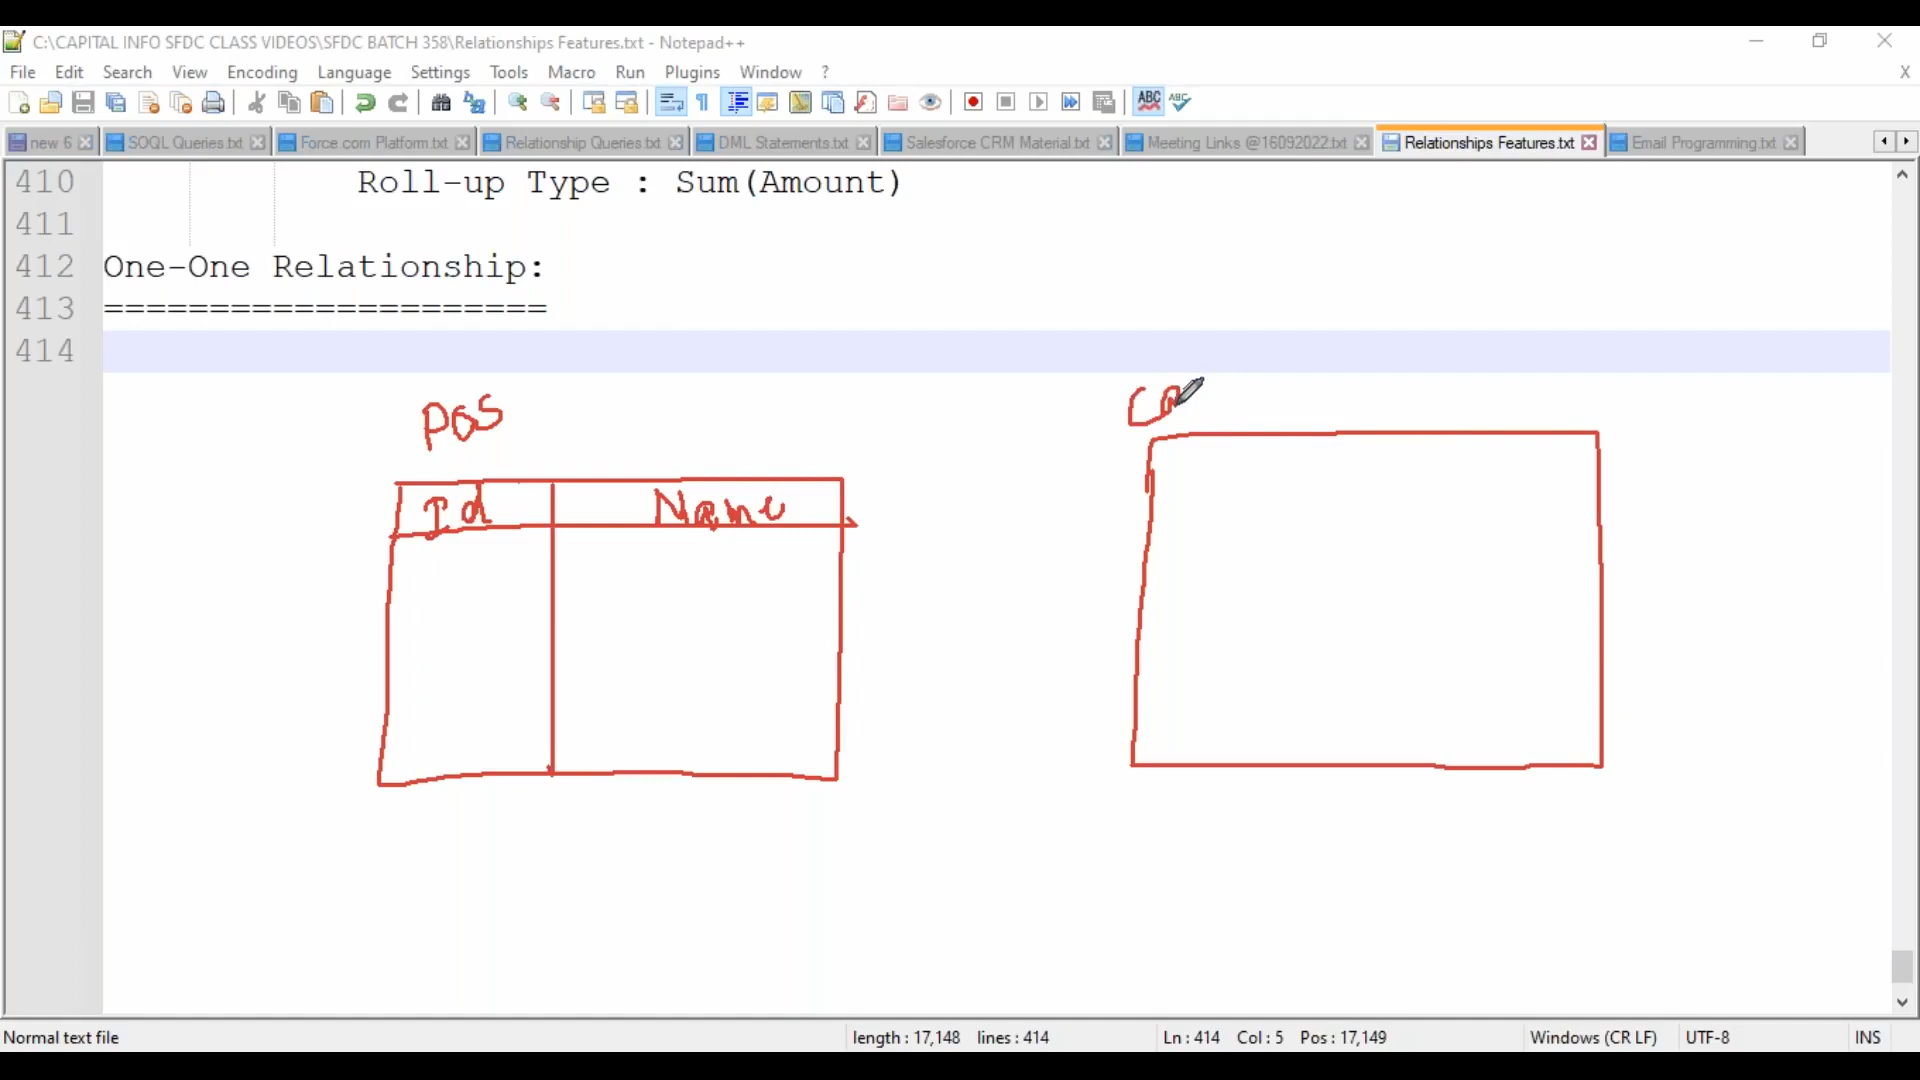 C:\CAPITAL INFO SFDC CLASS VIDEOS\SFDC BATCH 358\Relationships Features.txt - Notepad++
File Edit Search View Encoding Language Settings Tools Macro Run Plugins Window ? X
new 6 SOQL Queries.txt Force com Platform.txt Relationship Queries.txt DML Statements.txt Salesforce CRM Material.txt Meeting Links @16092022.txt Relationships Features.txt Email Programming.txt
410 Roll-up Type : Sum(Amount)
411
412 One-One Relationship:
413 =====================
414
Id Name
Normal text file length : 17,148 lines : 414 Ln : 414 Col : 5 Pos : 17,149 Windows (CR LF) UTF-8 INS